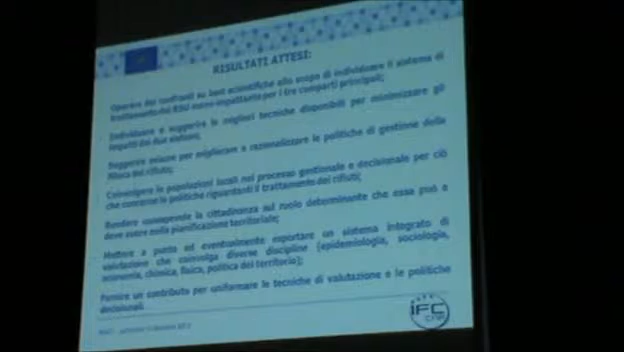 RISULTATI ATTESI:
Operare dei confronti su basi scientifiche allo scopo di individuare il sistema di
trattamento dei RSU meno impattante per i tre comparti principali;
Individuare e suggerire le migliori tecniche disponibili per minimizzare gli
impatti dei due sistemi;
Suggerire misure per migliorare e razionalizzare le politiche di gestione della
filiera del rifiuto;
Coinvolgere le popolazioni locali nel processo gestionale e decisionale per ciò
che concerne le politiche riguardanti il trattamento dei rifiuti;
Rendere consapevole la cittadinanza sul ruolo determinante che essa può e
deve avere nella pianificazione territoriale;
Mettere a punto ed eventualmente esportare un sistema integrato di
valutazione che coinvolga diverse discipline (epidemiologia, sociologia,
economia, chimica, fisica, politica del territorio);
Fornire un contributo per uniformare le tecniche di valutazione e le politiche
decisionali
IFC
CNR